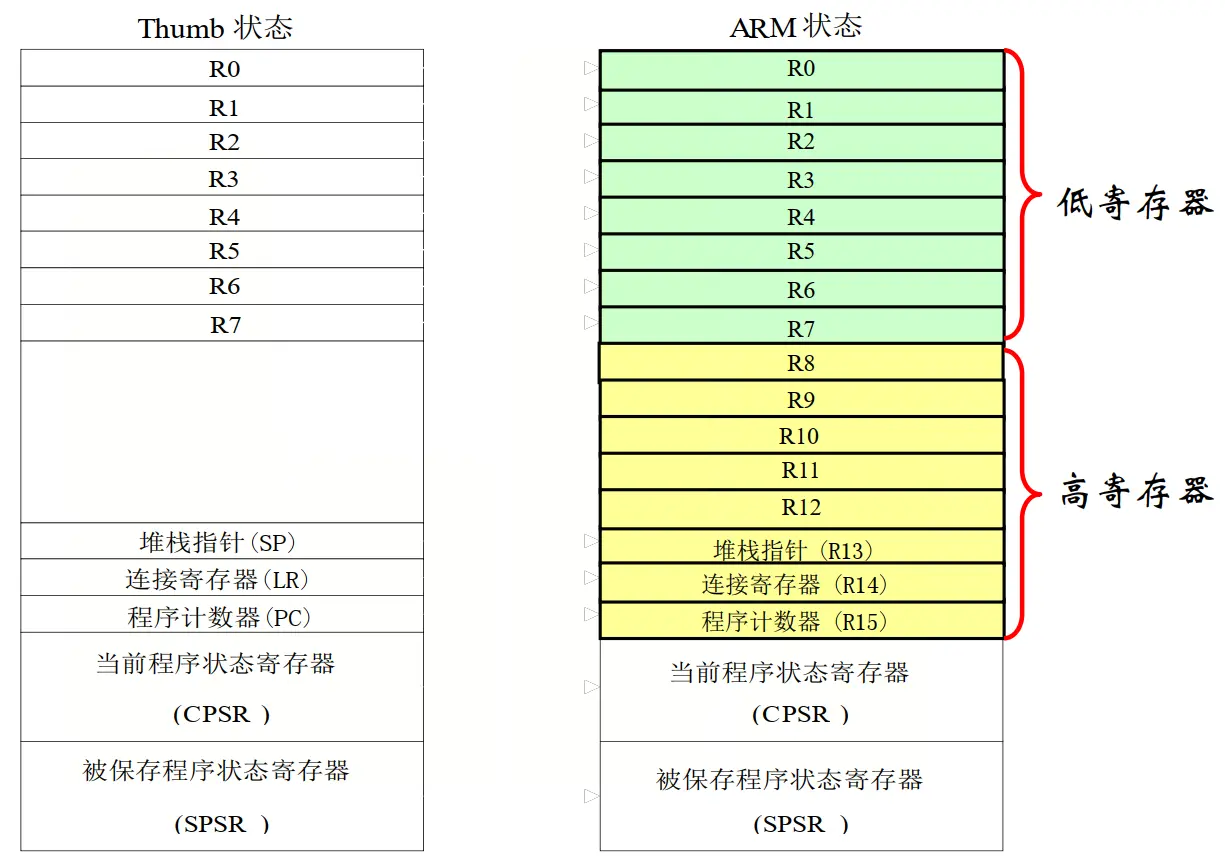 Thumb 状态
R0
R1
R2
R3
R4
R5
R6
R7
堆栈指针(SP)
连接寄存器(LR)
程序计数器(PC)
当前程序状态寄存器
(CPSR )
被保存程序状态寄存器
(SPSR )
ARM 状态
R0
R1
R2
R3
R4
R5
R6
R7
R8
R9
R10
R11
R12
堆栈指针(R13)
连接寄存器(R14)
程序计数器(R15)
当前程序状态寄存器
(CPSR )
被保存程序状态寄存器
(SPSR )
低寄存器
高寄存器